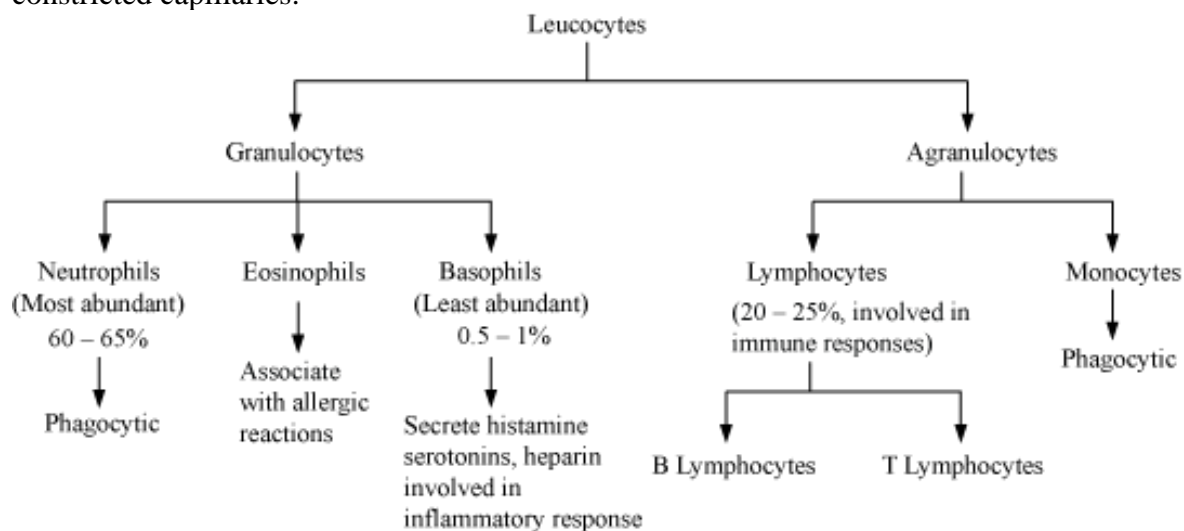 constricted capillaries.
Leucocytes
Granulocytes
Agranulocytes
Neutrophils
(Most abundant)
60 – 65%
Phagocytic
Eosinophils
Associate
with allergic
reactions
Basophils
(Least abundant)
0.5 – 1%
Secrete histamine
serotonins, heparin
involved in
inflammatory response
Lymphocytes
(20 – 25%, involved in
immune responses)
B Lymphocytes
T Lymphocytes
Monocytes
Phagocytic